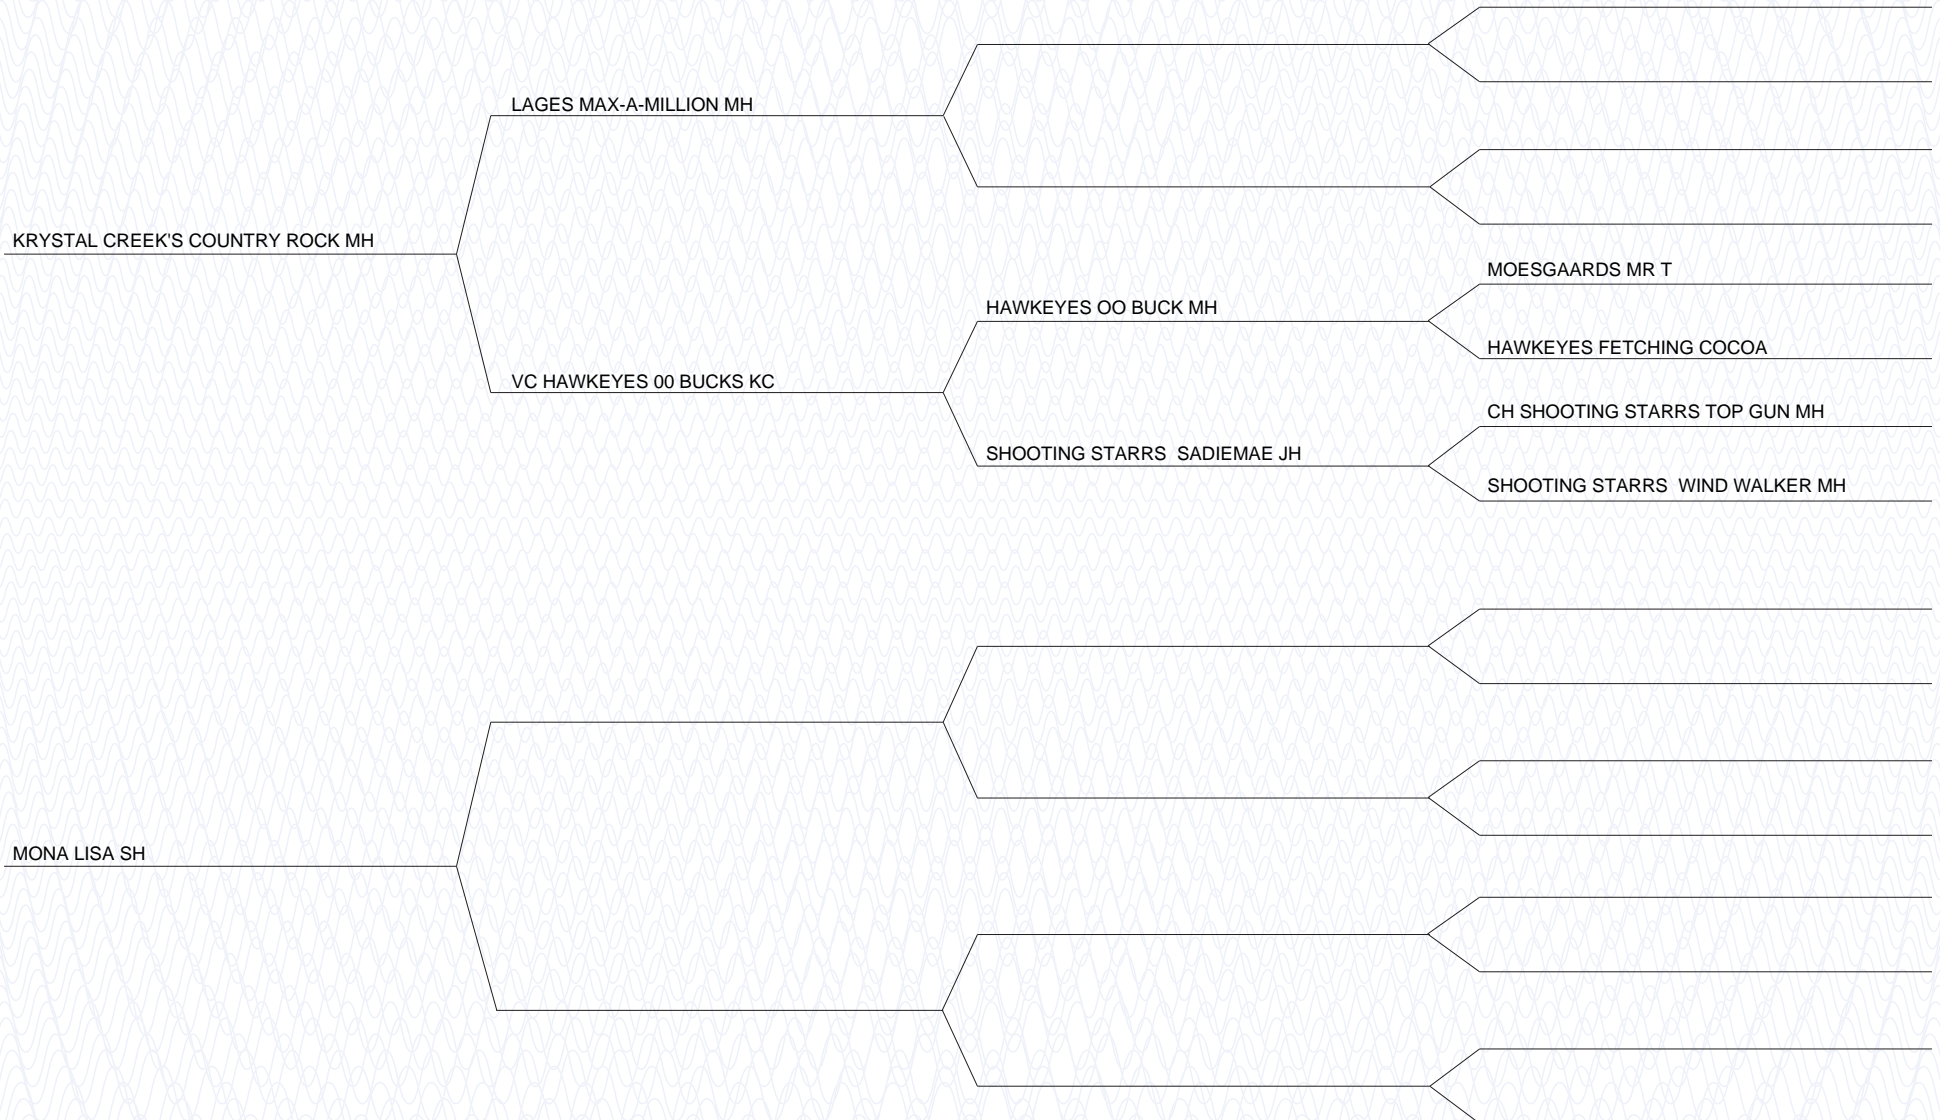 LAGES MAX-A-MILLION MH
KRYSTAL CREEK'S COUNTRY ROCK MH
MOESGAARDS MR T
HAWKEYES OO BUCK MH
HAWKEYES FETCHING COCOA
VC HAWKEYES 00 BUCKS KC
CH SHOOTING STARRS TOP GUN MH
SHOOTING STARRS  SADIEMAE JH
SHOOTING STARRS  WIND WALKER MH
MONA LISA SH